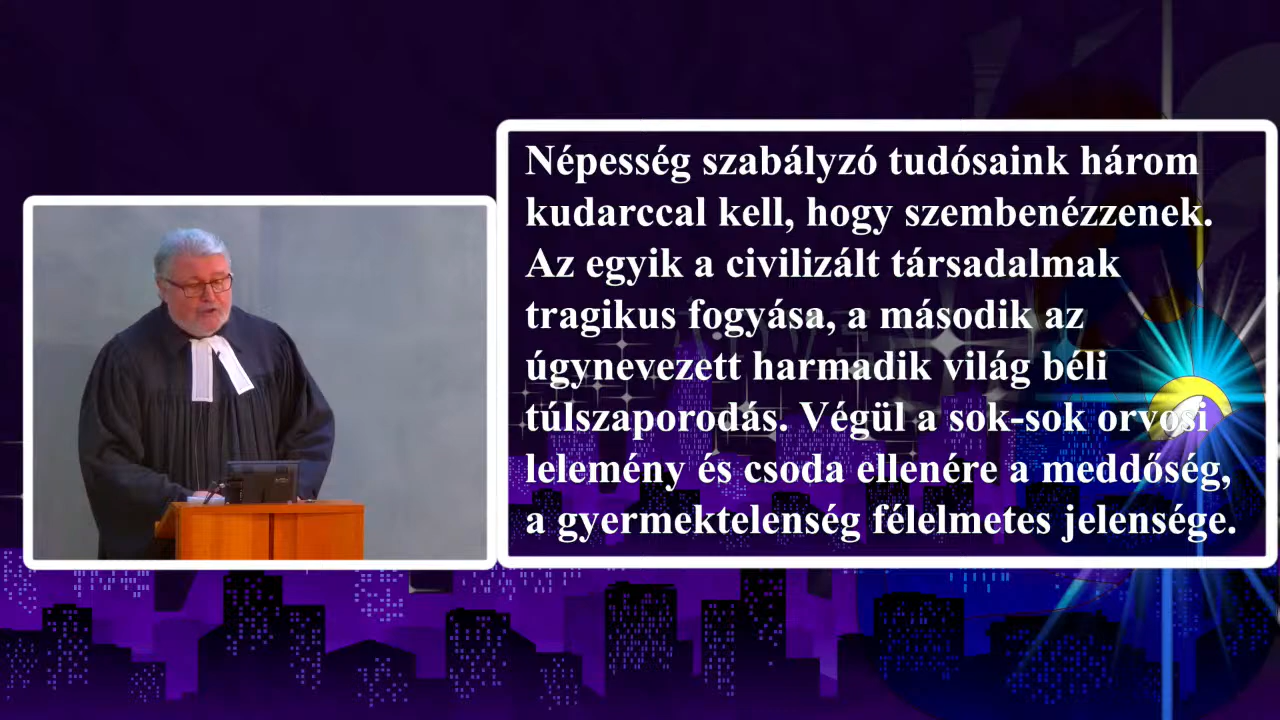 Népesség szabályzó tudósaink három
kudarccal kell, hogy szembenézzenek.
Az egyik a civilizált társadalmak
tragikus fogyása, a második az
úgynevezett harmadik világ béli
túlszaporodás. Végül a sok-sok orvosi
lelemény és csoda ellenére a meddőség,
a gyermektelenség félelmetes jelensége.